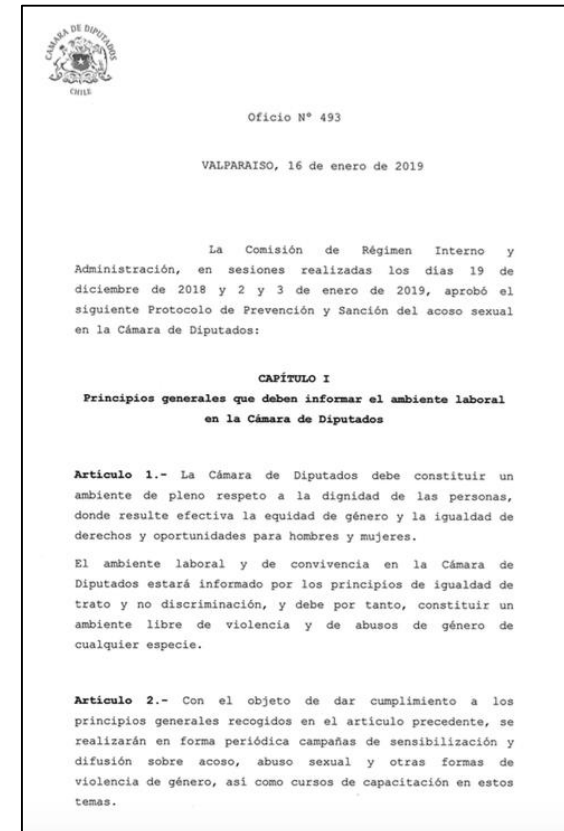 CAMARA DE DIPUTADOS
CHILE
Oficio N° 493
VALPARAISO, 16 de enero de 2019
La Comisión de Régimen Interno y
Administración, en sesiones realizadas los días 19 de
diciembre de 2018 y 2 y 3 de enero de 2019, aprobó el
siguiente Protocolo de Prevención y Sanción del acoso sexual
en la Cámara de Diputados:
CAPÍTULO I
Principios generales que deben informar el ambiente laboral
en la Cámara de Diputados
Artículo 1.- La Cámara de Diputados debe constituir un
ambiente de pleno respeto a la dignidad de las personas,
donde resulte efectiva la equidad de género y la igualdad de
derechos y oportunidades para hombres y mujeres.
El ambiente laboral y de convivencia en la Cámara de
Diputados estará informado por los principios de igualdad de
trato y no discriminación, y debe por tanto, constituir un
ambiente libre de violencia y de abusos de género de
cualquier especie.
Artículo 2.- Con el objeto de dar cumplimiento a los
principios generales recogidos en el artículo precedente, se
realizarán en forma periódica campañas de sensibilización y
difusión sobre acoso, abuso sexual y otras formas de
violencia de género, así como cursos de capacitación en estos
temas.